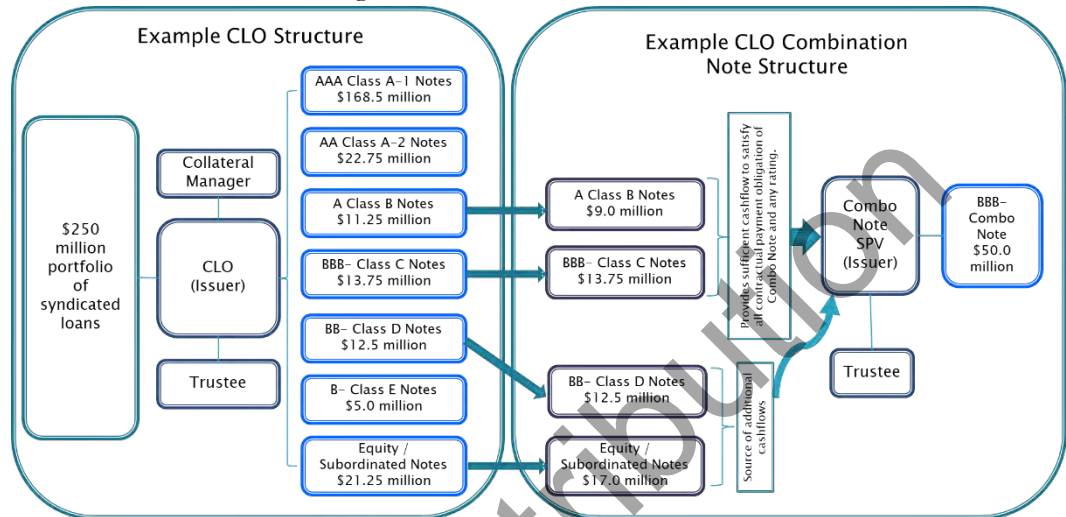 Example CLO Structure
$250
million
portfolio
of
syndicated
loans
Collateral
Manager
CLO
(Issuer)
Trustee
AAA Class A-1 Notes
$168.5 million
AA Class A-2 Notes
$22.75 million
A Class B Notes
$11.25 million
BBB- Class C Notes
$13.75 million
BB- Class D Notes
$12.5 million
B- Class E Notes
$5.0 million
Equity /
Subordinated Notes
$21.25 million
Example CLO Combination
Note Structure
A Class B Notes
$9.0 million
BBB- Class C Notes
$13.75 million
BB- Class D Notes
$12.5 million
Equity /
Subordinated Notes
$17.0 million
Provides sufficient cashflow to satisfy
all contractual payment obligation of
Combo Note and any rating.
Source of additional
cashflows
Combo
Note
SPV
(Issuer)
Trustee
BBB-
Combo
Note
$50.0
million